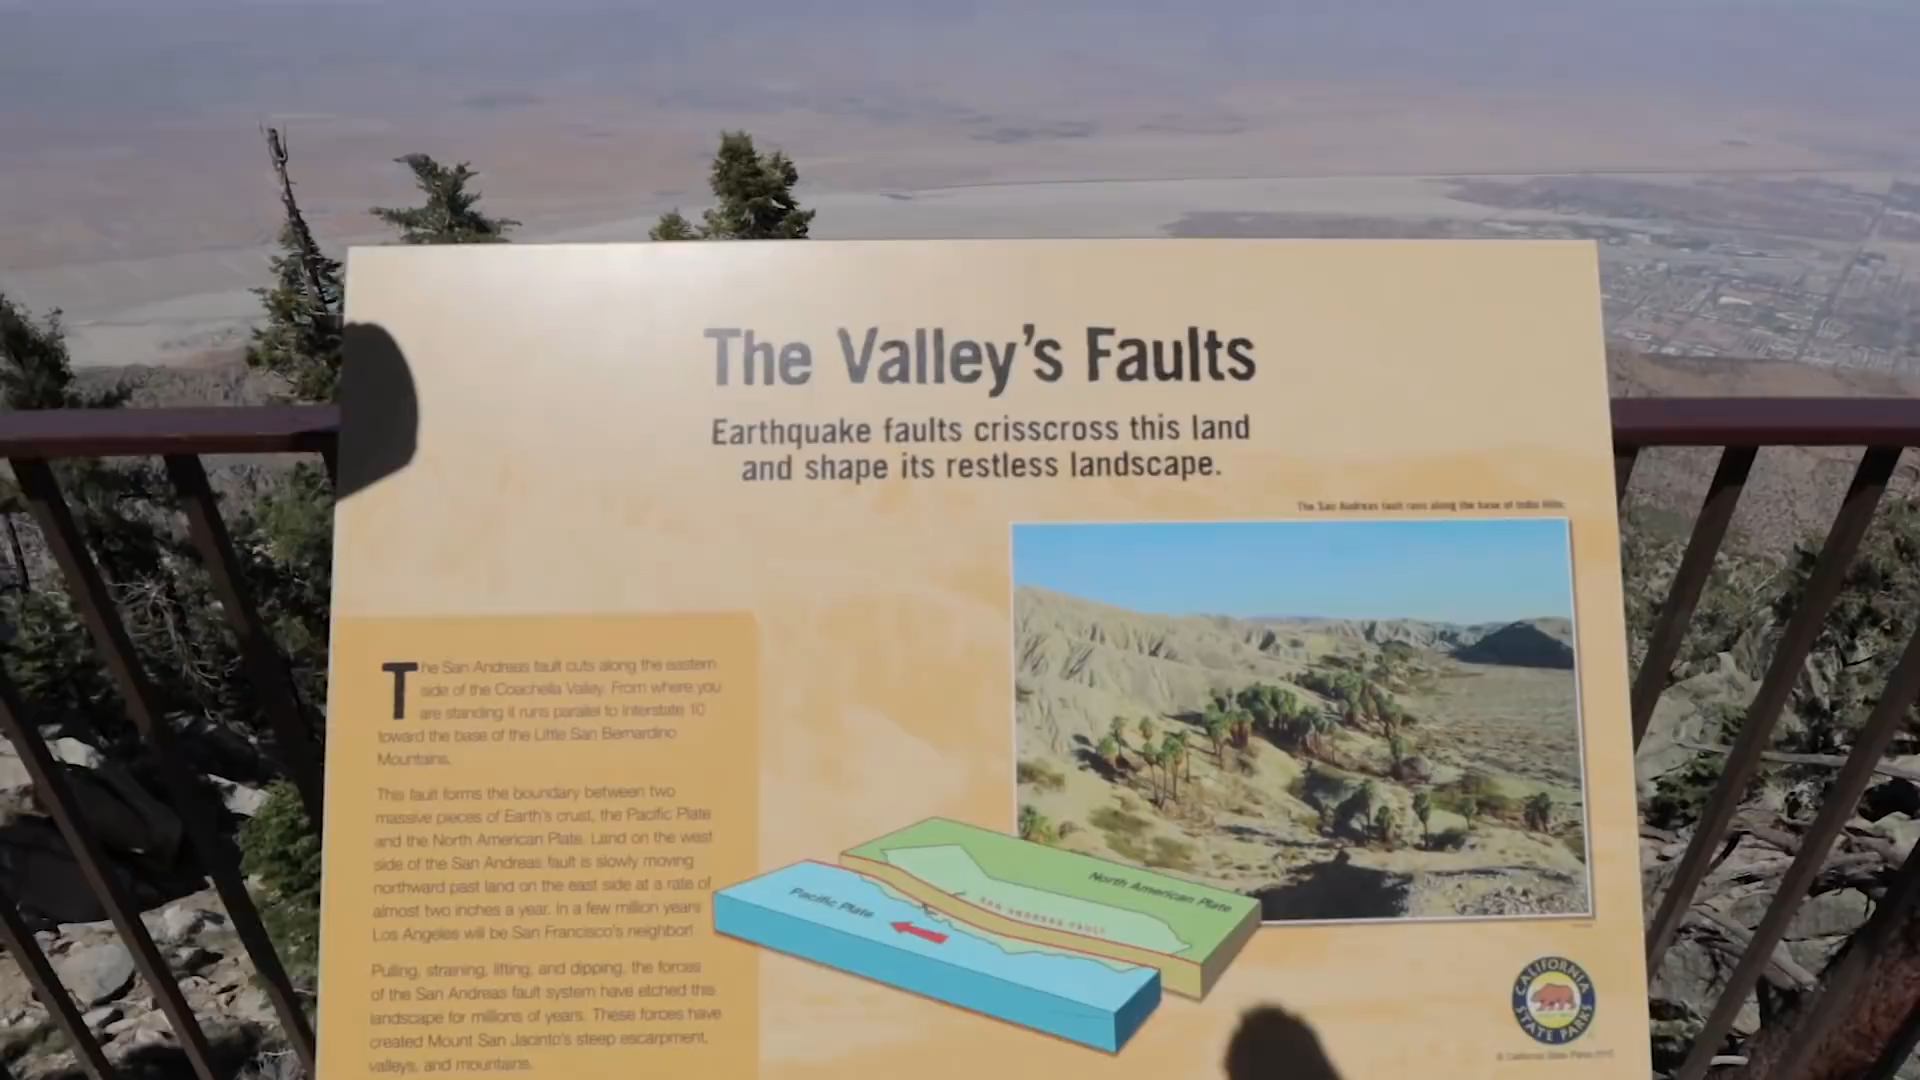 The Valley's Faults
Earthquake faults crisscross this land
and shape its restless landscape.
The San Andreas fault runs along the base of Indio Hills.
The San Andreas fault cuts along the eastern
side of the Coachella Valley. From where you
are standing it runs parallel to Interstate 10
toward the base of the Little San Bernardino
Mountains.
This fault forms the boundary between two
massive pieces of Earth's crust, the Pacific Plate
and the North American Plate. Land on the west
side of the San Andreas fault is slowly moving
northward past land on the east side at a rate of
almost two inches a year. In a few million years
Los Angeles will be San Francisco's neighbor!
Pulling, straining, lifting, and dipping, the forces
of the San Andreas fault system have etched this
landscape for millions of years. These forces have
created Mount San Jacinto's steep escarpment,
valleys, and mountains.
North American Plate
SAN ANDREAS FAULT
Pacific Plate
CALIFORNIA
STATE PARKS
© California State Parks